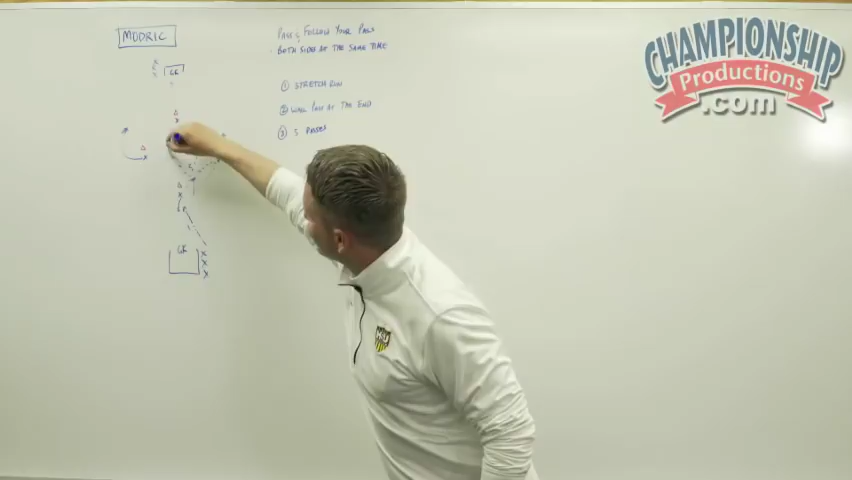 MODRIC
PASS & FOLLOW YOUR PASS
· BOTH SIDES AT THE SAME TIME
GK
① STRETCH RUN
② WALL PASS AT THE END
③ 5 PASSES
GK
X
X
X
CHAMPIONSHIP
Productions
.com